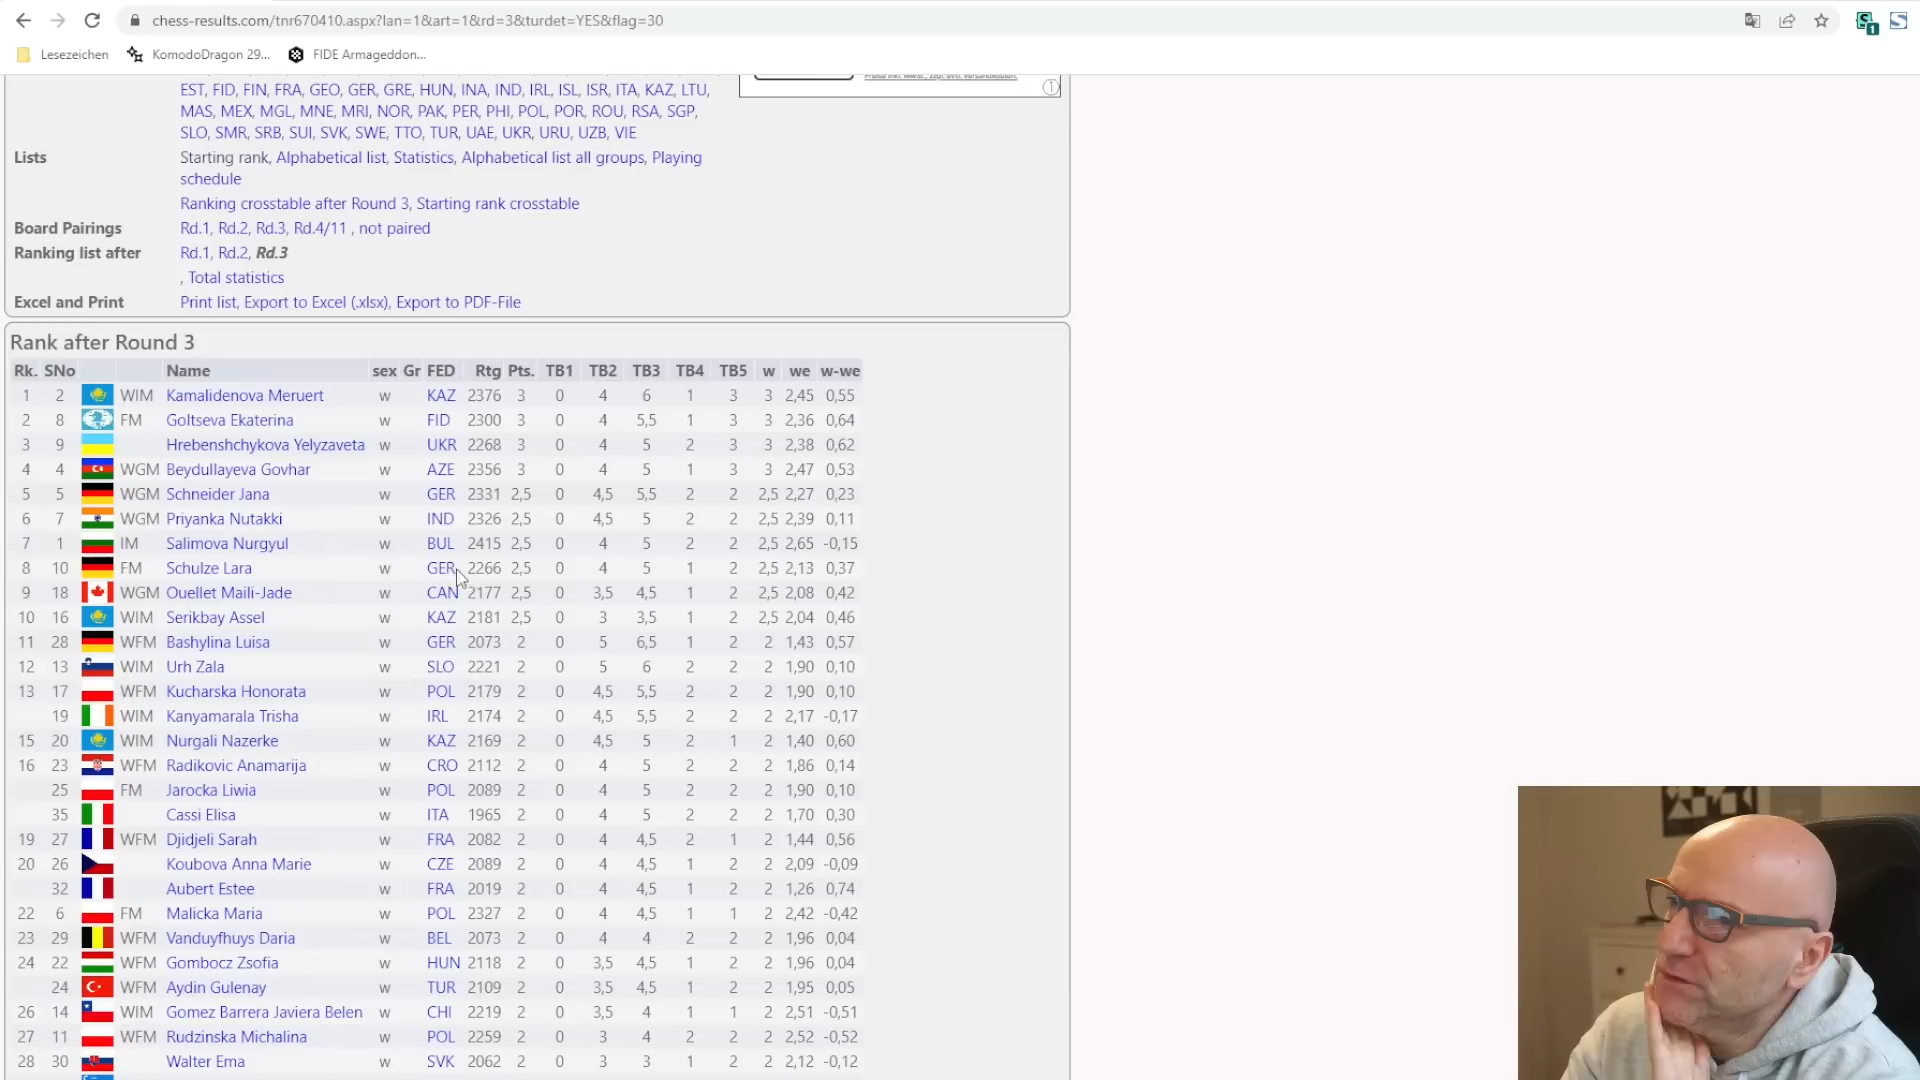 chess-results.com/tnr670410.aspx?lan=1&art=1&rd=3&turdet=YES&flag=30
1
Lesezeichen KomodoDragon 29... FIDE Armageddon...
EST, FID, FIN, FRA, GEO, GER, GRE, HUN, INA, IND, IRL, ISL, ISR, ITA, KAZ, LTU,
MAS, MEX, MGL, MNE, MRI, NOR, PAK, PER, PHI, POL, POR, ROU, RSA, SGP,
SLO, SMR, SRB, SUI, SVK, SWE, TTO, TUR, UAE, UKR, URU, UZB, VIE
Lists Starting rank, Alphabetical list, Statistics, Alphabetical list all groups, Playing
schedule
Ranking crosstable after Round 3, Starting rank crosstable
Board Pairings Rd.1, Rd.2, Rd.3, Rd.4/11 , not paired
Ranking list after Rd.1, Rd.2, Rd.3
, Total statistics
Excel and Print Print list, Export to Excel (.xlsx), Export to PDF-File
Rank after Round 3
Rk. SNo Name sex Gr FED Rtg Pts. TB1 TB2 TB3 TB4 TB5 w we w-we
1 2 WIM Kamalidenova Meruert w KAZ 2376 3 0 4 6 1 3 3 2,45 0,55
2 8 FM Goltseva Ekaterina w FID 2300 3 0 4 5,5 1 3 3 2,36 0,64
3 9 Hrebenshchykova Yelyzaveta w UKR 2268 3 0 4 5 2 3 3 2,38 0,62
4 4 WGM Beydullayeva Govhar w AZE 2356 3 0 4 5 1 3 3 2,47 0,53
5 5 WGM Schneider Jana w GER 2331 2,5 0 4,5 5,5 2 2 2,5 2,27 0,23
6 7 WGM Priyanka Nutakki w IND 2326 2,5 0 4,5 5 2 2 2,5 2,39 0,11
7 1 IM Salimova Nurgyul w BUL 2415 2,5 0 4 5 2 2 2,5 2,65 -0,15
8 10 FM Schulze Lara w GER 2266 2,5 0 4 5 1 2 2,5 2,13 0,37
9 18 WGM Ouellet Maili-Jade w CAN 2177 2,5 0 3,5 4,5 1 2 2,5 2,08 0,42
10 16 WIM Serikbay Assel w KAZ 2181 2,5 0 3 3,5 1 2 2,5 2,04 0,46
11 28 WFM Bashylina Luisa w GER 2073 2 0 5 6,5 1 2 2 1,43 0,57
12 13 WIM Urh Zala w SLO 2221 2 0 5 6 2 2 2 1,90 0,10
13 17 WFM Kucharska Honorata w POL 2179 2 0 4,5 5,5 2 2 2 1,90 0,10
19 WIM Kanyamarala Trisha w IRL 2174 2 0 4,5 5,5 2 2 2 2,17 -0,17
15 20 WIM Nurgali Nazerke w KAZ 2169 2 0 4,5 5 2 1 2 1,40 0,60
16 23 WFM Radikovic Anamarija w CRO 2112 2 0 4 5 2 2 2 1,86 0,14
25 FM Jarocka Liwia w POL 2089 2 0 4 5 2 2 2 1,90 0,10
35 Cassi Elisa w ITA 1965 2 0 4 5 2 2 2 1,70 0,30
19 27 WFM Djidjeli Sarah w FRA 2082 2 0 4 4,5 2 1 2 1,44 0,56
20 26 Koubova Anna Marie w CZE 2089 2 0 4 4,5 1 2 2 2,09 -0,09
32 Aubert Estee w FRA 2019 2 0 4 4,5 1 2 2 1,26 0,74
22 6 FM Malicka Maria w POL 2327 2 0 4 4,5 1 1 2 2,42 -0,42
23 29 WFM Vanduyfhuys Daria w BEL 2073 2 0 4 4 2 2 2 1,96 0,04
24 22 WFM Gombocz Zsofia w HUN 2118 2 0 3,5 4,5 1 2 2 1,96 0,04
24 WFM Aydin Gulenay w TUR 2109 2 0 3,5 4,5 1 2 2 1,95 0,05
26 14 WIM Gomez Barrera Javiera Belen w CHI 2219 2 0 3,5 4 1 1 2 2,51 -0,51
27 11 WFM Rudzinska Michalina w POL 2259 2 0 3 4 2 2 2 2,52 -0,52
28 30 Walter Ema w SVK 2062 2 0 3 3 1 2 2 2,12 -0,12